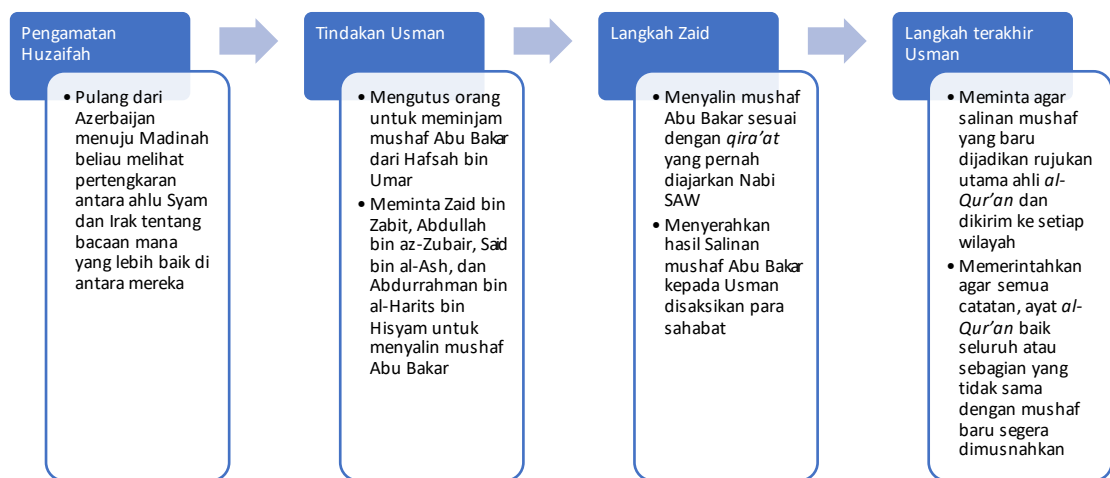 Pengamatan
Huzaifah
• Pulang dari
Azerbaijan
menuju Madinah
beliau melihat
pertengkaran
antara ahlu Syam
dan Irak tentang
bacaan mana
yang lebih baik di
antara mereka
Tindakan Usman
• Mengutus orang
untuk meminjam
mushaf Abu Bakar
dari Hafsah bin
Umar
• Meminta Zaid bin
Zabit, Abdullah
bin az-Zubair, Said
bin al-Ash, dan
Abdurrahman bin
al-Harits bin
Hisyam untuk
menyalin mushaf
Abu Bakar
Langkah Zaid
• Menyalin mushaf
Abu Bakar sesuai
dengan qira’at
yang pernah
diajarkan Nabi
SAW
• Menyerahkan
hasil Salinan
mushaf Abu Bakar
kepada Usman
disaksikan para
sahabat
Langkah terakhir
Usman
• Meminta agar
salinan mushaf
yang baru
dijadikan rujukan
utama ahli al-
Qur’an dan
dikirim ke setiap
wilayah
• Memerintahkan
agar semua
catatan, ayat al-
Qur’an baik
seluruh atau
sebagian yang
tidak sama
dengan mushaf
baru segera
dimusnahkan